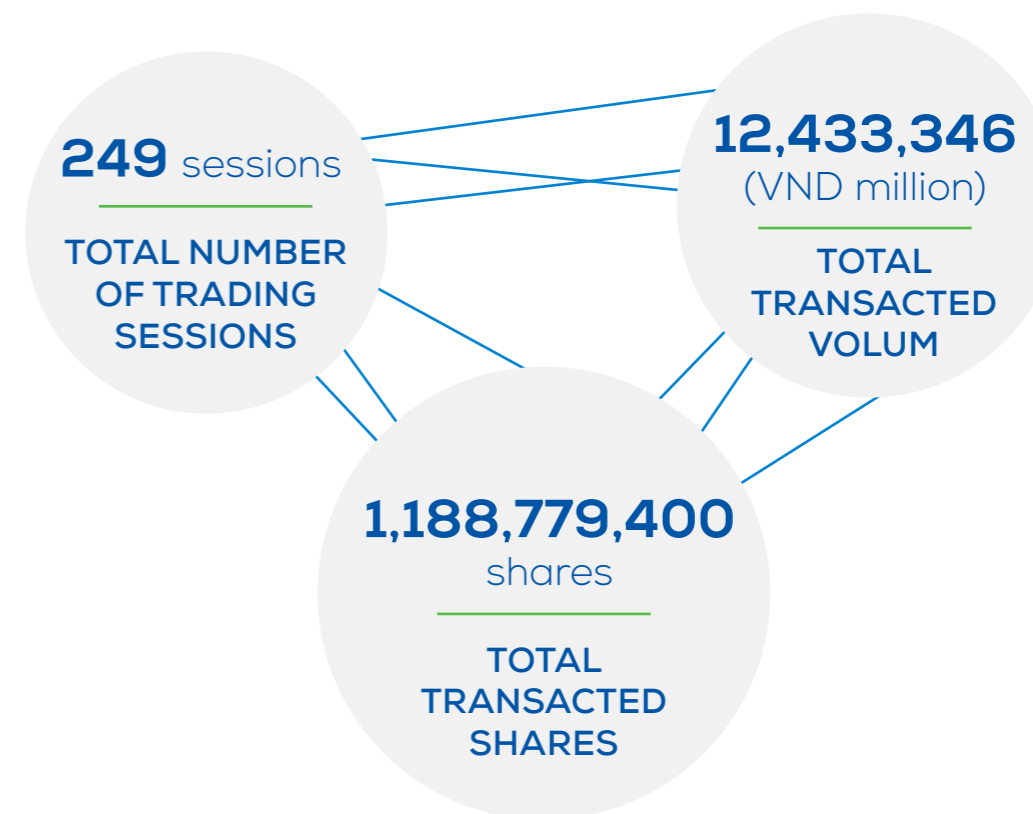 249 sessions
TOTAL NUMBER
OF TRADING
SESSIONS
12,433,346
(VND million)
TOTAL
TRANSACTED
VOLUM
1,188,779,400
shares
TOTAL
TRANSACTED
SHARES